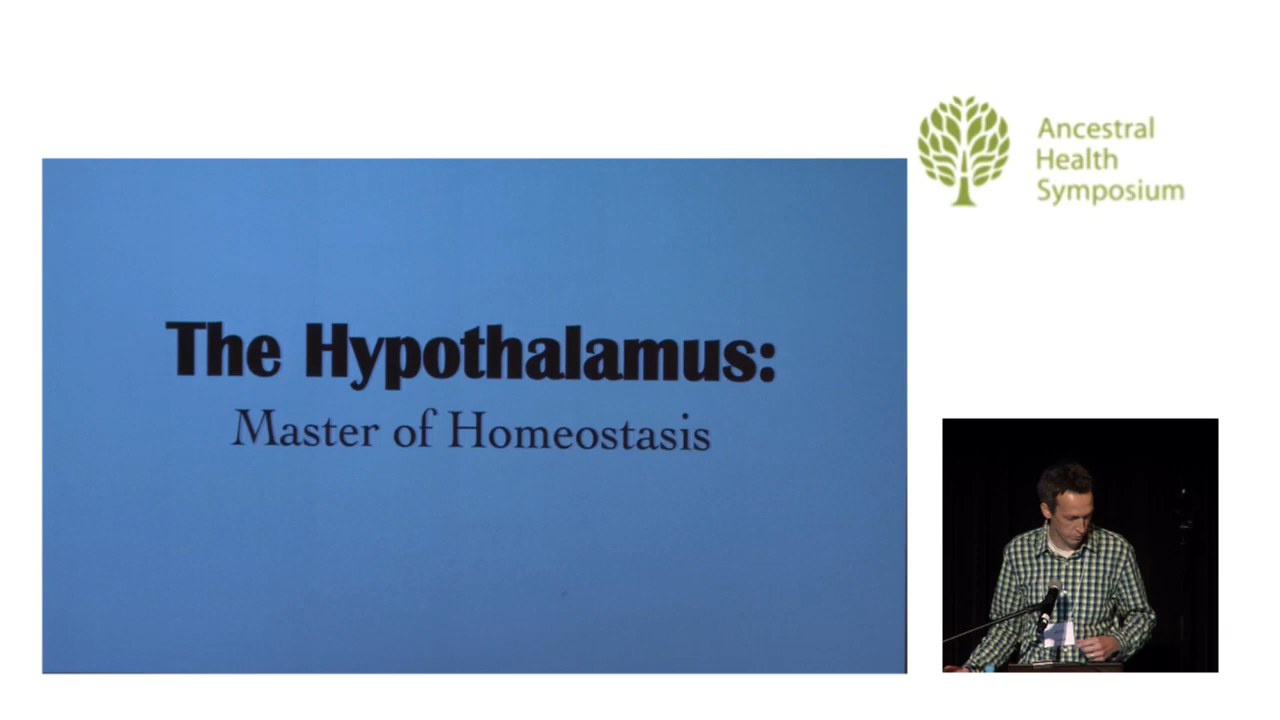 The Hypothalamus:
Master of Homeostasis
Ancestral
Health
Symposium